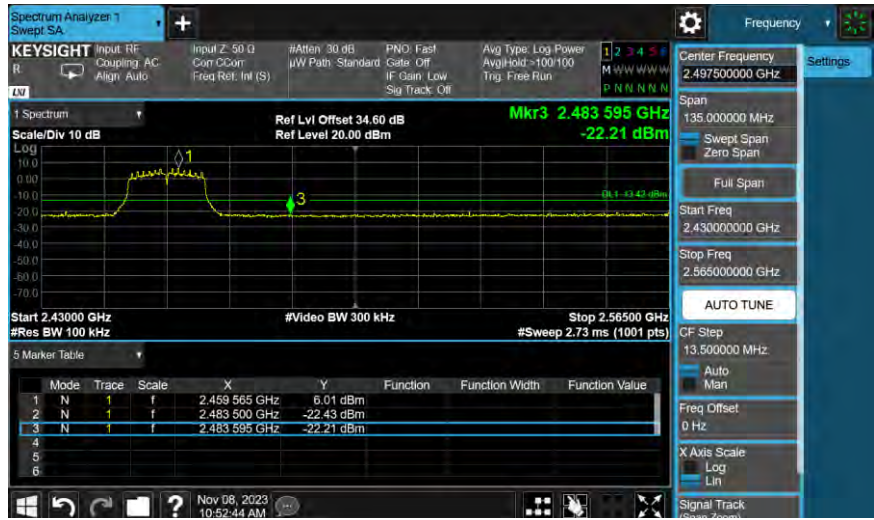 Spectrum Analyzer 1
Swept SA
Frequency
KEYSIGHT
R
LXI
Input: RF
Coupling: AC
Align: Auto
Input Z: 50 Ω
Corr CCorr
Freq Ref: Int (S)
#Atten: 30 dB
µW Path: Standard
PNO: Fast
Gate: Off
IF Gain: Low
Sig Track: Off
Avg Type: Log-Power
Avg|Hold:>100/100
Trig: Free Run
1 2 3 4 5 6
M W W W W W
P N N N N N
Center Frequency
2.497500000 GHz
Settings
Span
135.000000 MHz
Swept Span
Zero Span
Full Span
Start Freq
2.430000000 GHz
Stop Freq
2.565000000 GHz
AUTO TUNE
CF Step
13.500000 MHz
Auto
Man
Freq Offset
0 Hz
X Axis Scale
Log
Lin
Signal Track
(Span Zoom)
1 Spectrum
Scale/Div 10 dB
Ref Lvl Offset 34.60 dB
Ref Level 20.00 dBm
Mkr3 2.483 595 GHz
-22.21 dBm
Log
10.0
0.00
-10.0
-20.0
-30.0
-40.0
-50.0
-60.0
-70.0
1
3
DL1 -13.42 dBm
Start 2.43000 GHz
#Res BW 100 kHz
#Video BW 300 kHz
Stop 2.56500 GHz
#Sweep 2.73 ms (1001 pts)
5 Marker Table
Mode Trace Scale X Y Function Function Width Function Value
1 N 1 f 2.459 565 GHz 6.01 dBm
2 N 1 f 2.483 500 GHz -22.43 dBm
3 N 1 f 2.483 595 GHz -22.21 dBm
4
5
6
?
Nov 08, 2023
10:52:44 AM